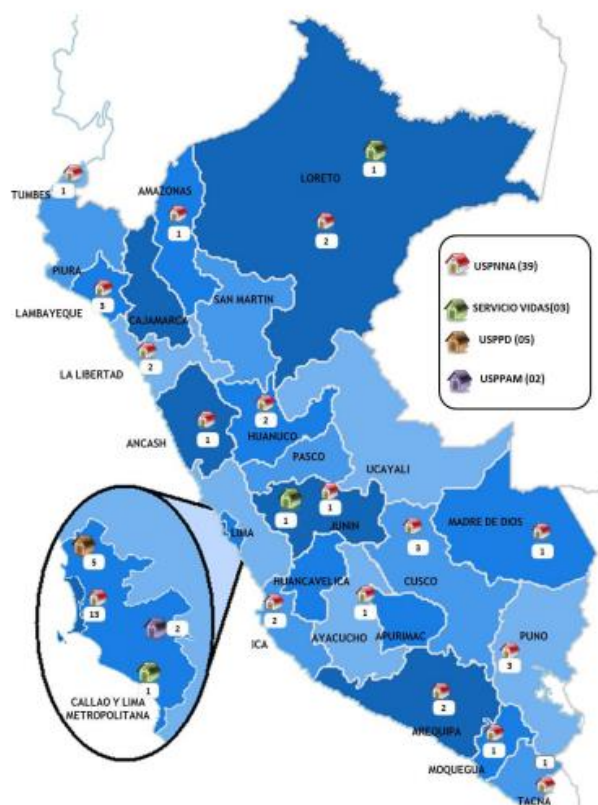 LORETO
1
2
TUMBES
1
AMAZONAS
1
PIURA
LAMBAYEQUE
3
CAJAMARCA
SAN MARTIN
LA LIBERTAD
2
USPNNA (39)
SERVICIO VIDAS(03)
USPPD (05)
USPPAM (02)
ANCASH
1
HUANUCO
2
PASCO
UCAYALI
LIMA
JUNIN
1
1
MADRE DE DIOS
1
CUSCO
3
HUANCAVELICA
ICA
2
AYACUCHO
1
APURIMAC
PUNO
3
AREQUIPA
2
MOQUEGUA
1
TACNA
1
5
13
2
1
CALLAO Y LIMA
METROPOLITANA